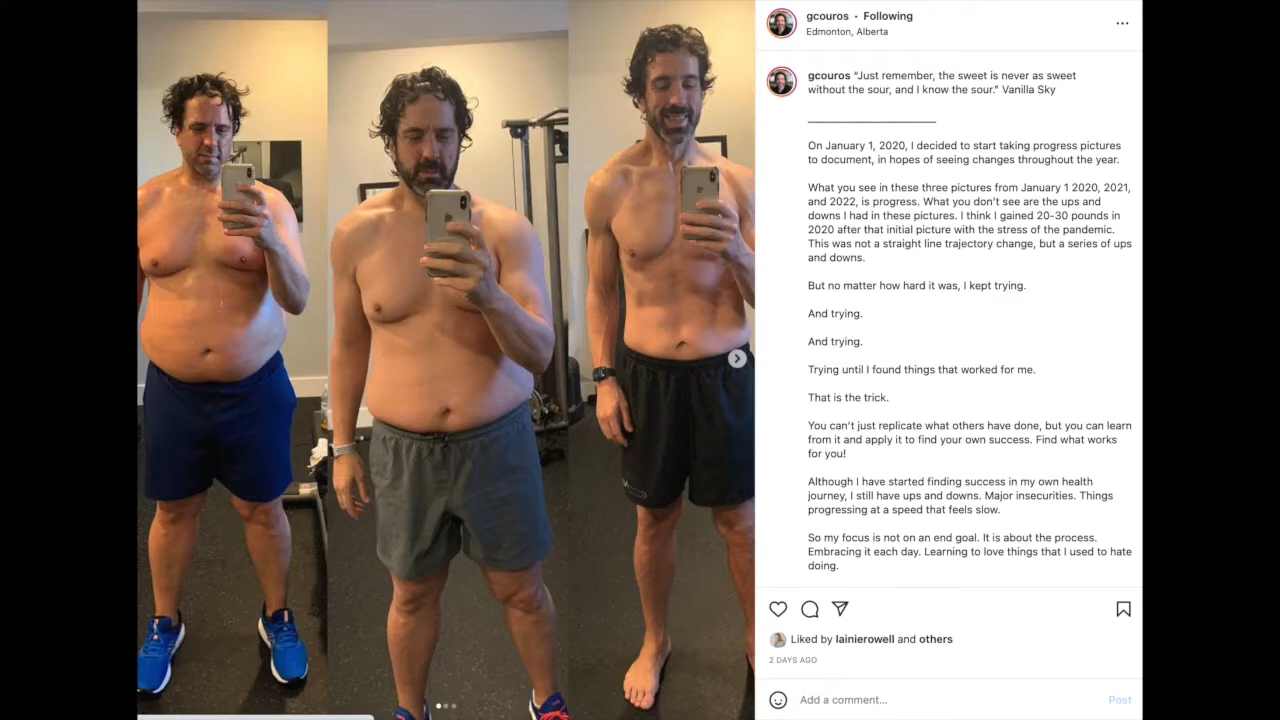 gcouros • Following
Edmonton, Alberta
gcouros “Just remember, the sweet is never as sweet
without the sour, and I know the sour.” Vanilla Sky
On January 1, 2020, I decided to start taking progress pictures
to document, in hopes of seeing changes throughout the year.
What you see in these three pictures from January 1 2020, 2021,
and 2022, is progress. What you don’t see are the ups and
downs I had in these pictures. I think I gained 20-30 pounds in
2020 after that initial picture with the stress of the pandemic.
This was not a straight line trajectory change, but a series of ups
and downs.
But no matter how hard it was, I kept trying.
And trying.
And trying.
Trying until I found things that worked for me.
That is the trick.
You can’t just replicate what others have done, but you can learn
from it and apply it to find your own success. Find what works
for you!
Although I have started finding success in my own health
journey, I still have ups and downs. Major insecurities. Things
progressing at a speed that feels slow.
So my focus is not on an end goal. It is about the process.
Embracing it each day. Learning to love things that I used to hate
doing.
Liked by lainierowell and others
2 DAYS AGO
Add a comment...
Post